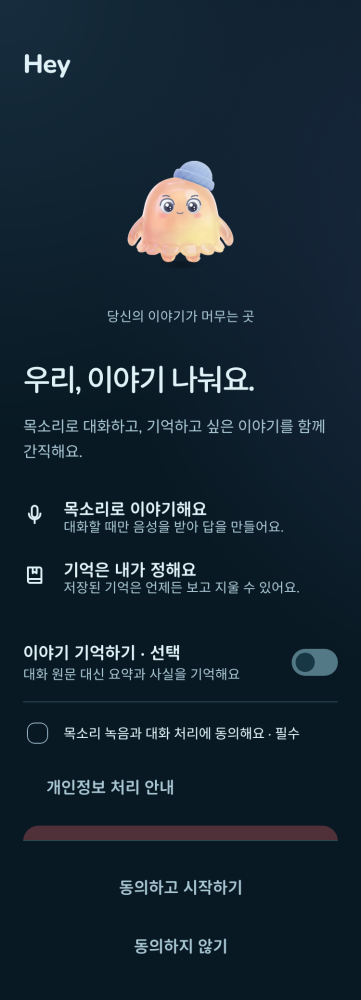 Hey
당신의 이야기가 머무는 곳
우리, 이야기 나눠요.
목소리로 대화하고, 기억하고 싶은 이야기를 함께
간직해요.
목소리로 이야기해요
대화할 때만 음성을 받아 답을 만들어요.
기억은 내가 정해요
저장된 기억은 언제든 보고 지울 수 있어요.
이야기 기억하기 · 선택
대화 원문 대신 요약과 사실을 기억해요
목소리 녹음과 대화 처리에 동의해요 · 필수
개인정보 처리 안내
동의하고 시작하기
동의하지 않기